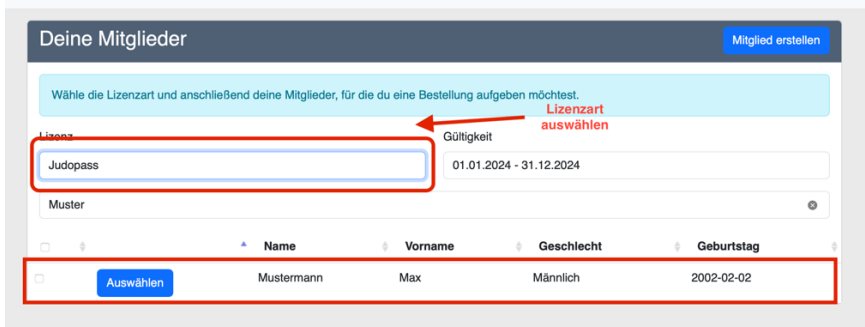 Deine Mitglieder
Mitglied erstellen
Wähle die Lizenzart und anschließend deine Mitglieder, für die du eine Bestellung aufgeben möchtest.
Lizenzart
auswählen
Lizenz
Gültigkeit
Judopass
01.01.2024 - 31.12.2024
Muster
Name Vorname Geschlecht Geburtstag
Auswählen Mustermann Max Männlich 2002-02-02